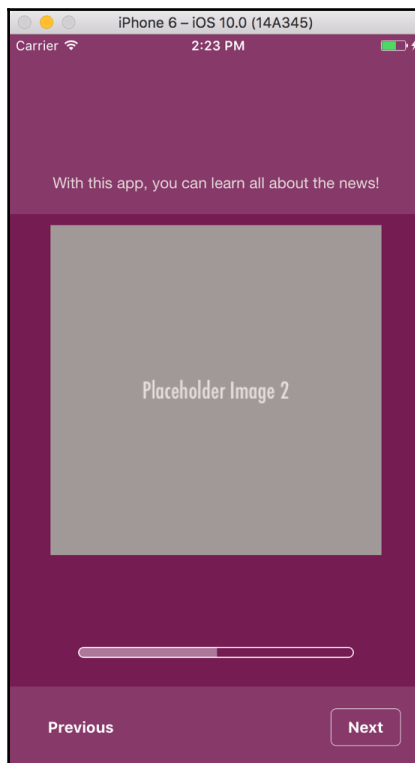 iPhone 6 – iOS 10.0 (14A345)
Carrier 2:23 PM
With this app, you can learn all about the news!
Placeholder Image 2
Previous Next